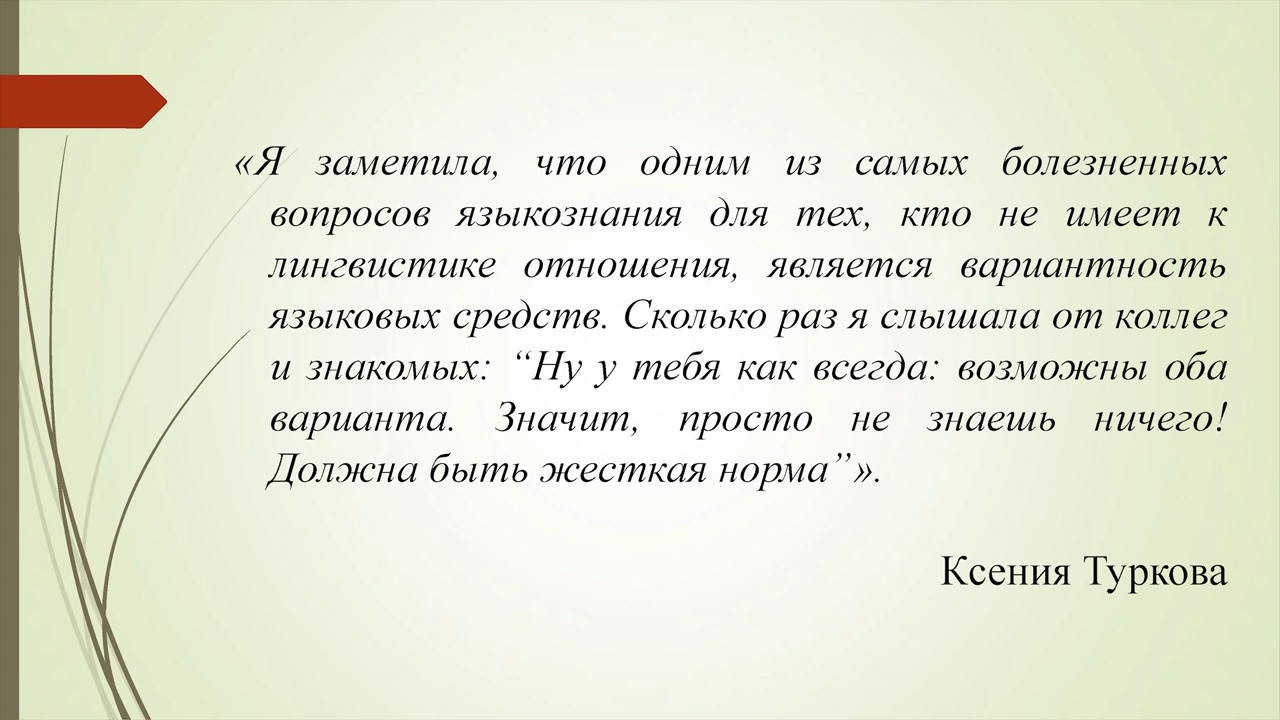 «Я заметила, что одним из самых болезненных
вопросов языкознания для тех, кто не имеет к
лингвистике отношения, является вариантность
языковых средств. Сколько раз я слышала от коллег
и знакомых: “Ну у тебя как всегда: возможны оба
варианта. Значит, просто не знаешь ничего!
Должна быть жесткая норма”».
Ксения Туркова